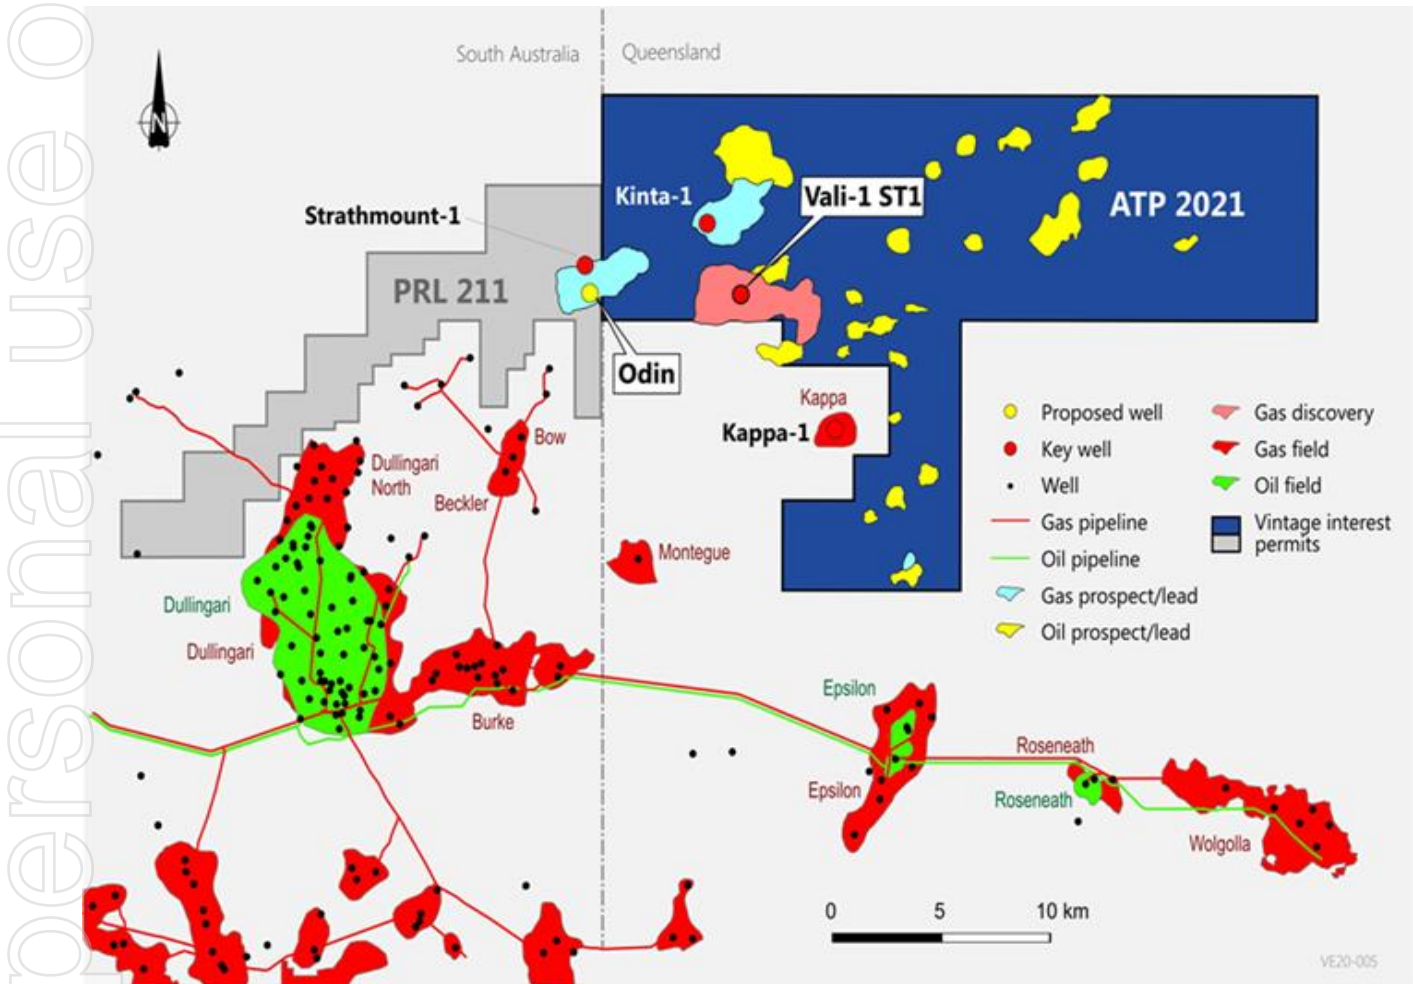 personal use o
South Australia
Queensland
N
Kinta-1
Vali-1 ST1
ATP 2021
Strathmount-1
PRL 211
Odin
Kappa
Kappa-1
Bow
Dullingari
North
Beckler
Montegue
Dullingari
Dullingari
Burke
Epsilon
Epsilon
Roseneath
Roseneath
Wolgolla
Proposed well
Key well
Well
Gas pipeline
Oil pipeline
Gas prospect/lead
Oil prospect/lead
Gas discovery
Gas field
Oil field
Vintage interest
permits
0 5 10 km
VE20-005